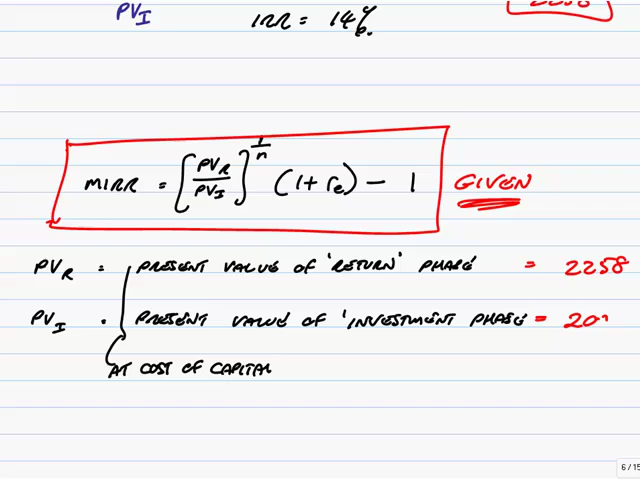 PVI
IRR = 14%
MIRR = [PVR/PVI]^1/n (1+re) - 1 GIVEN
PVR = PRESENT VALUE OF 'RETURN' PHASE = 2258
PVI . PRESENT VALUE OF 'INVESTMENT PHASE = 20
AT COST OF CAPITAL
6 / 15